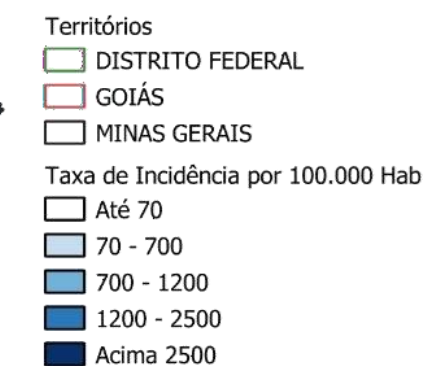 Territórios
DISTRITO FEDERAL
GOIÁS
MINAS GERAIS
Taxa de Incidência por 100.000 Hab
Até 70
70 - 700
700 - 1200
1200 - 2500
Acima 2500